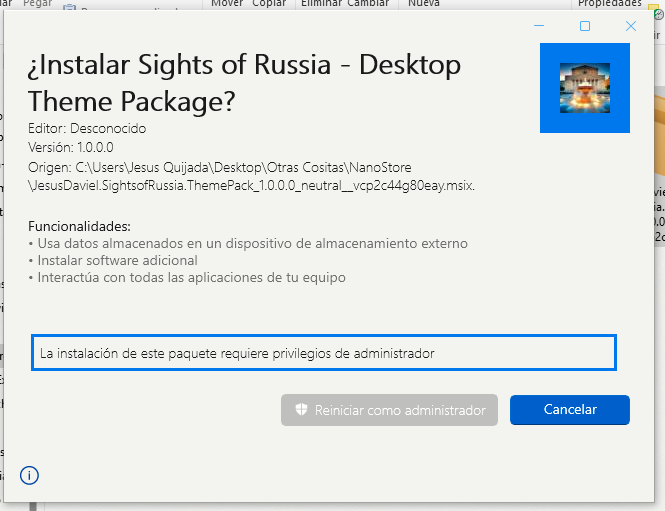 Pegar
Mover Copiar
Eliminar Cambiar
Nueva
Propiedades
¿Instalar Sights of Russia - Desktop
Theme Package?
Editor: Desconocido
Versión: 1.0.0.0
Origen: C:\Users\Jesus Quijada\Desktop\Otras Cositas\NanoStore
\JesusDaviel.SightsofRussia.ThemePack_1.0.0.0_neutral__vcp2c44g80eay.msix.
Funcionalidades:
• Usa datos almacenados en un dispositivo de almacenamiento externo
• Instalar software adicional
• Interactúa con todas las aplicaciones de tu equipo
La instalación de este paquete requiere privilegios de administrador
Reiniciar como administrador
Cancelar